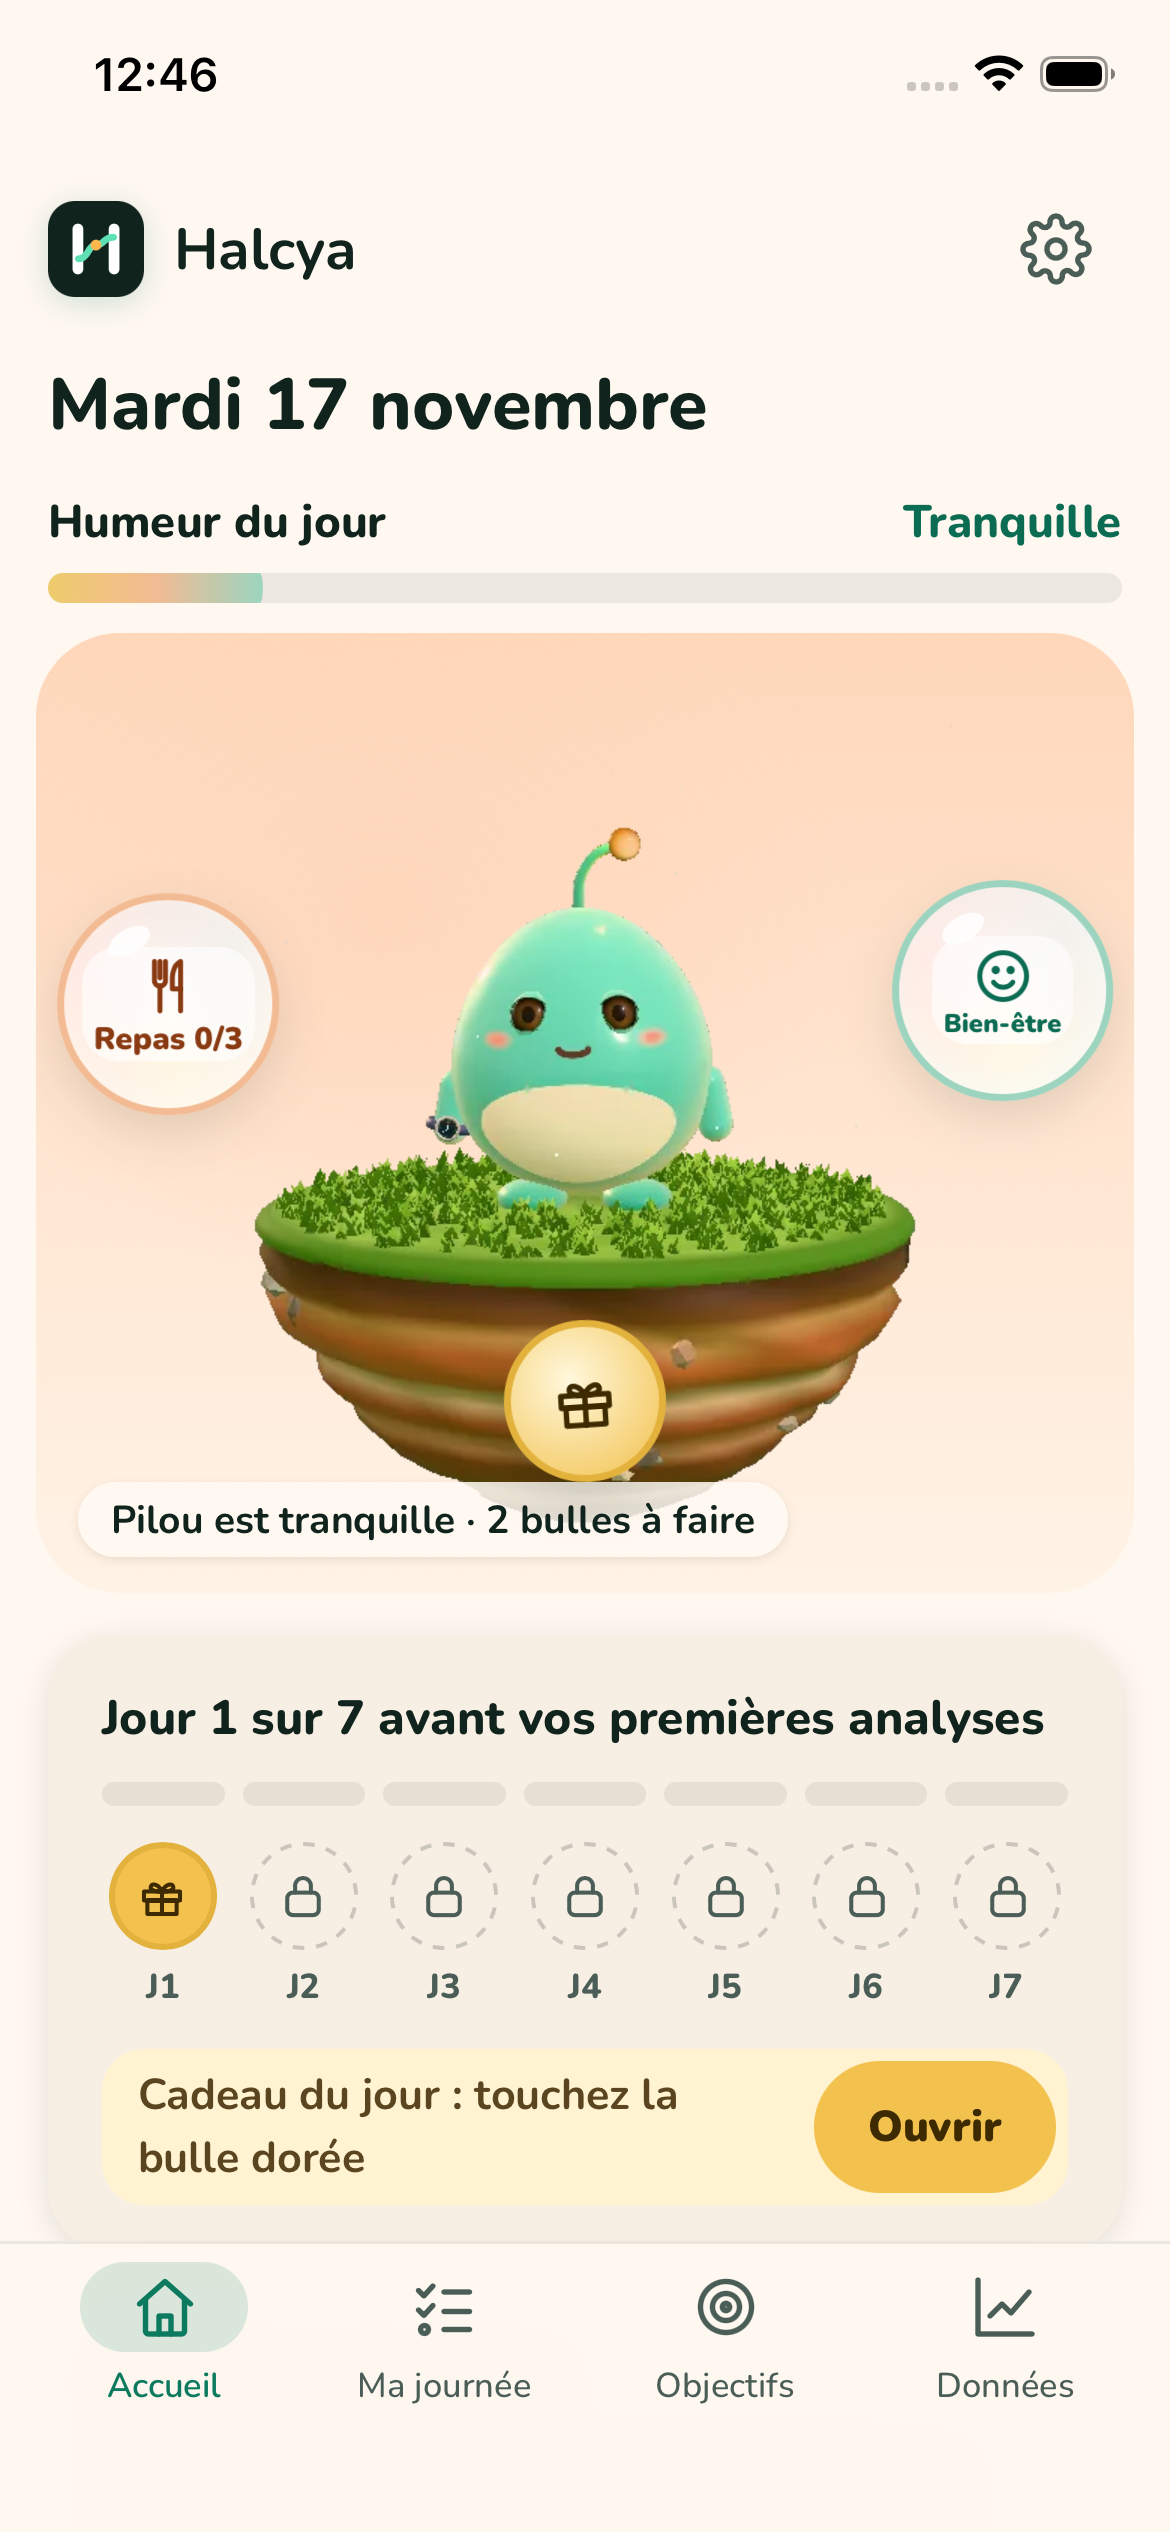 12:46
Halcya
Mardi 17 novembre
Humeur du jour
Tranquille
Repas 0/3
Bien-être
Pilou est tranquille · 2 bulles à faire
Jour 1 sur 7 avant vos premières analyses
J1
J2
J3
J4
J5
J6
J7
Cadeau du jour : touchez la
bulle dorée
Ouvrir
Accueil
Ma journée
Objectifs
Données